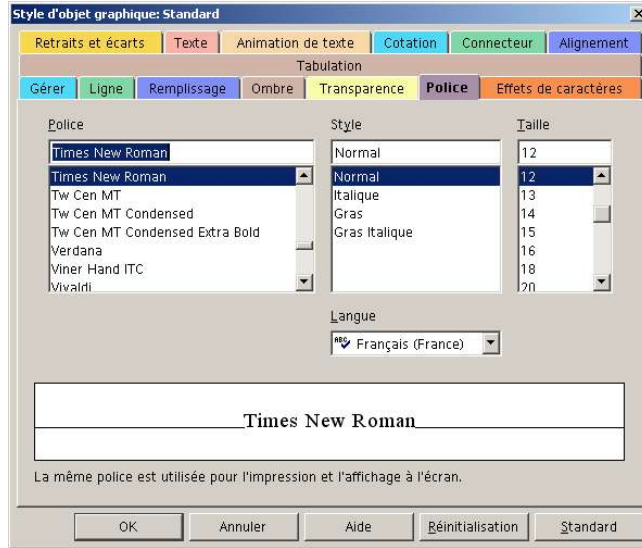 Style d'objet graphique: Standard
Retraits et écarts Texte Animation de texte Cotation Connecteur Alignement
Tabulation
Gérer Ligne Remplissage Ombre Transparence Police Effets de caractères
Police Style Taille
Times New Roman Normal 12
Times New Roman Normal 12
Tw Cen MT Italique 13
Tw Cen MT Condensed Gras 14
Tw Cen MT Condensed Extra Bold Gras Italique 15
Verdana 16
Viner Hand ITC 18
Vivaldi 20
Langue
ABC Français (France)
Times New Roman
La même police est utilisée pour l'impression et l'affichage à l'écran.
OK Annuler Aide Réinitialisation Standard